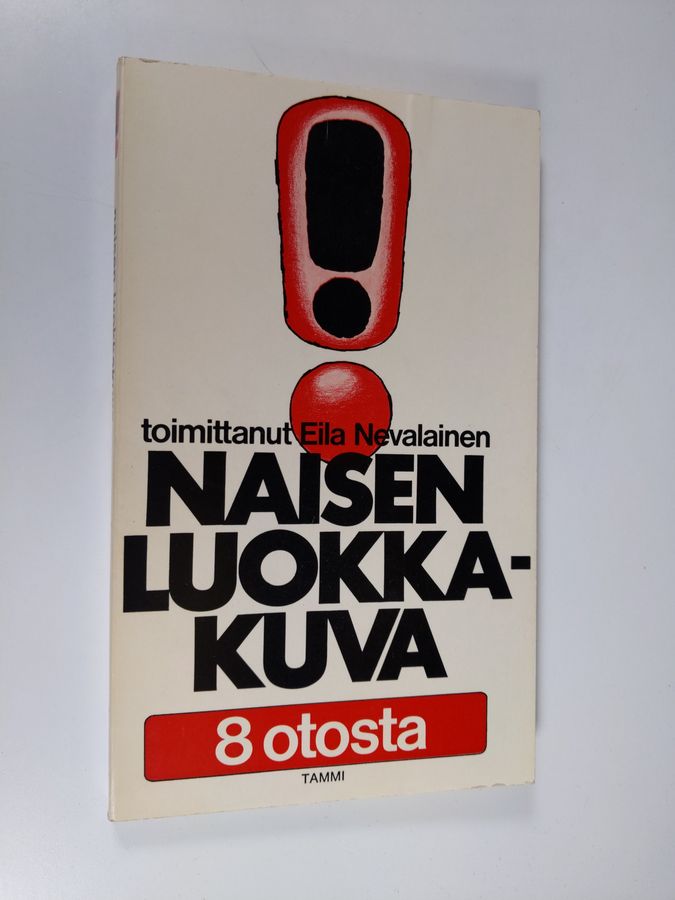 toimittanut Eila Nevalainen
NAISEN
LUOKKA-
KUVA
8 otosta
TAMMI